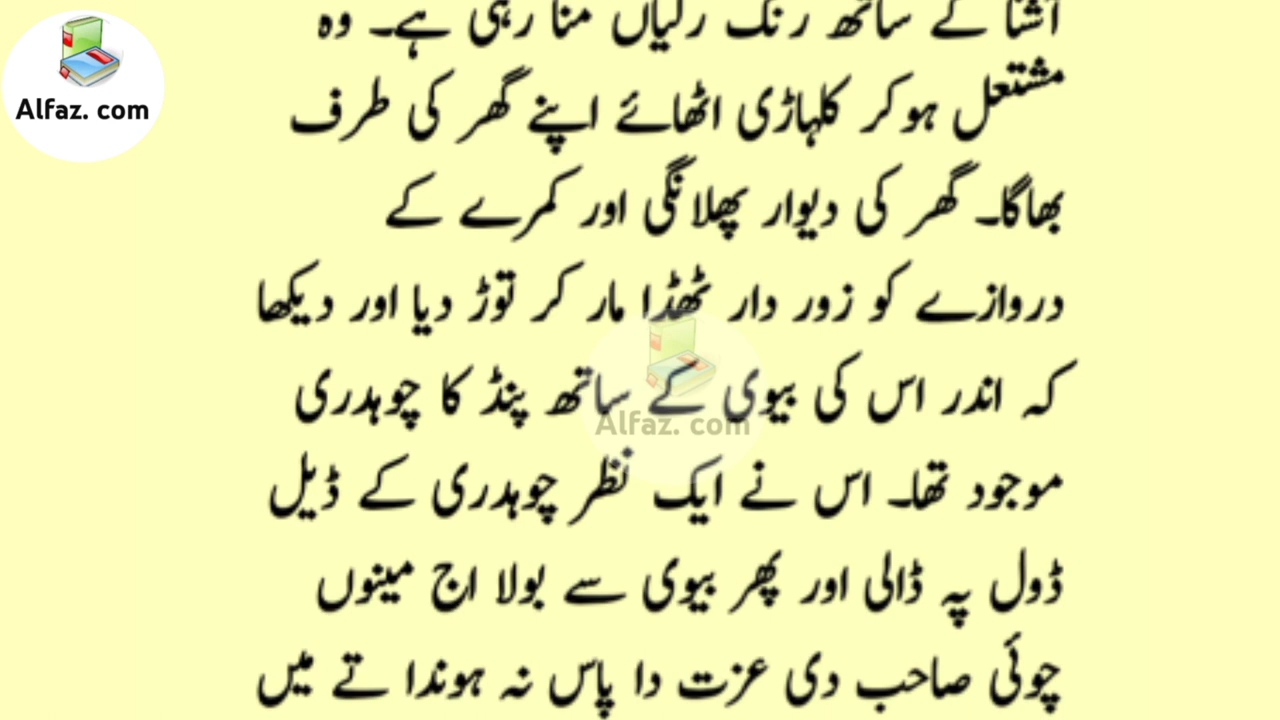 Alfaz. com
آشنا کے ساتھ رنگ رلیاں منا رہی ہے۔ وہ
مشتعل ہوکر کلہاڑی اٹھائے اپنے گھر کی طرف
بھاگا۔ گھر کی دیوار پھلانگی اور کمرے کے
دروازے کو زور دار ٹھڈا مار کر توڑ دیا اور دیکھا
کہ اندر اس کی بیوی کے ساتھ پنڈ کا چوہدری
Alfaz. com
موجود تھا۔ اس نے ایک نظر چوہدری کے ڈیل
ڈول پہ ڈالی اور پھر بیوی سے بولا اج مینوں
چوئی صاحب دی عزت دا پاس نہ ہوندا تے میں